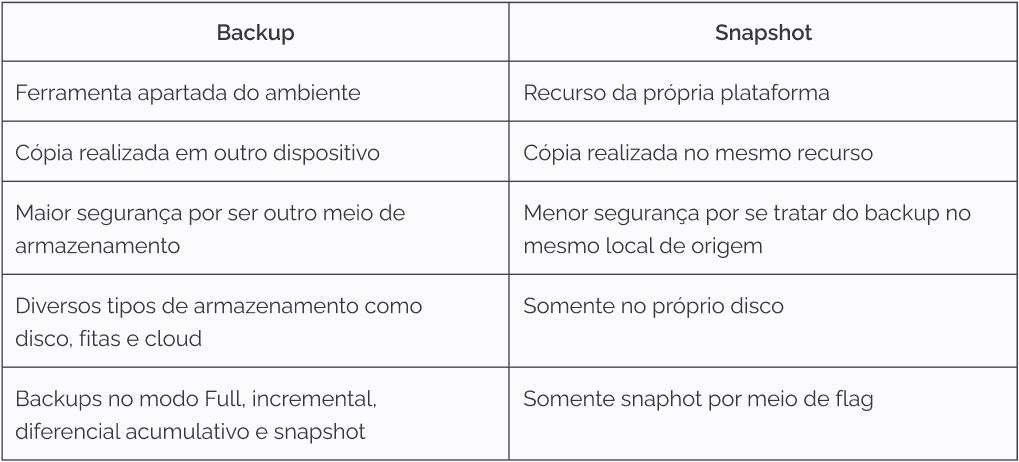 Backup
Snapshot
Ferramenta apartada do ambiente
Recurso da própria plataforma
Cópia realizada em outro dispositivo
Cópia realizada no mesmo recurso
Maior segurança por ser outro meio de
armazenamento
Menor segurança por se tratar do backup no
mesmo local de origem
Diversos tipos de armazenamento como
disco, fitas e cloud
Somente no próprio disco
Backups no modo Full, incremental,
diferencial acumulativo e snapshot
Somente snaphot por meio de flag